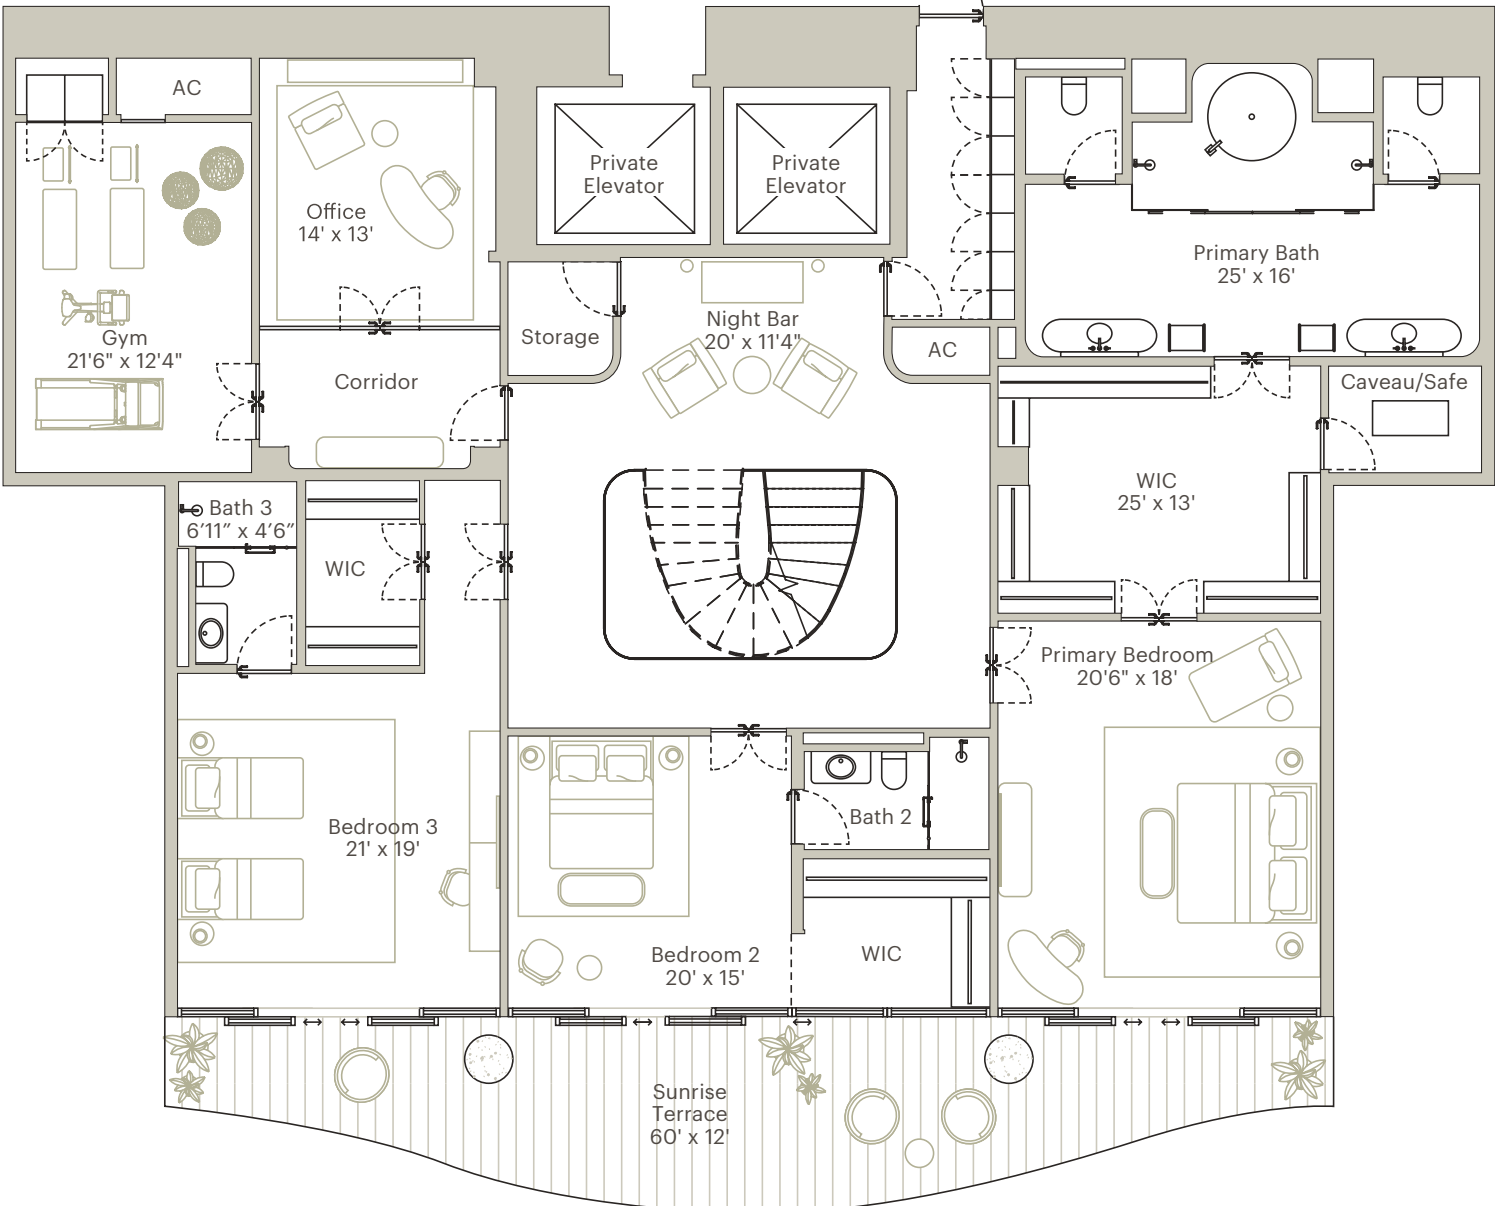 AC
Private
Elevator
Private
Elevator
Office
14' x 13'
Primary Bath
25' x 16'
Gym
21'6" x 12'4"
Storage
Night Bar
20' x 11'4"
AC
Corridor
Caveau/Safe
WIC
25' x 13'
Bath 3
6’11” x 4’6”
WIC
Primary Bedroom
20'6" x 18'
Bedroom 3
21' x 19'
Bath 2
Bedroom 2
20' x 15'
WIC
Sunrise
Terrace
60' x 12'